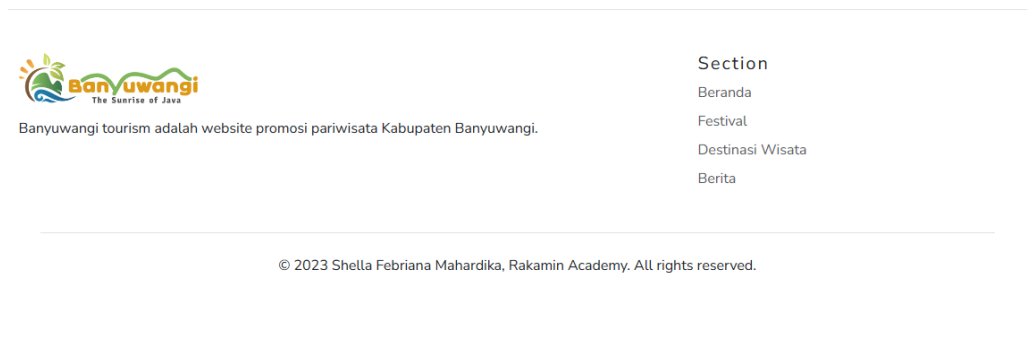 Banyuwangi
The Sunrise of Java
Banyuwangi tourism adalah website promosi pariwisata Kabupaten Banyuwangi.
Section
Beranda
Festival
Destinasi Wisata
Berita
© 2023 Shella Febriana Mahardika, Rakamin Academy. All rights reserved.